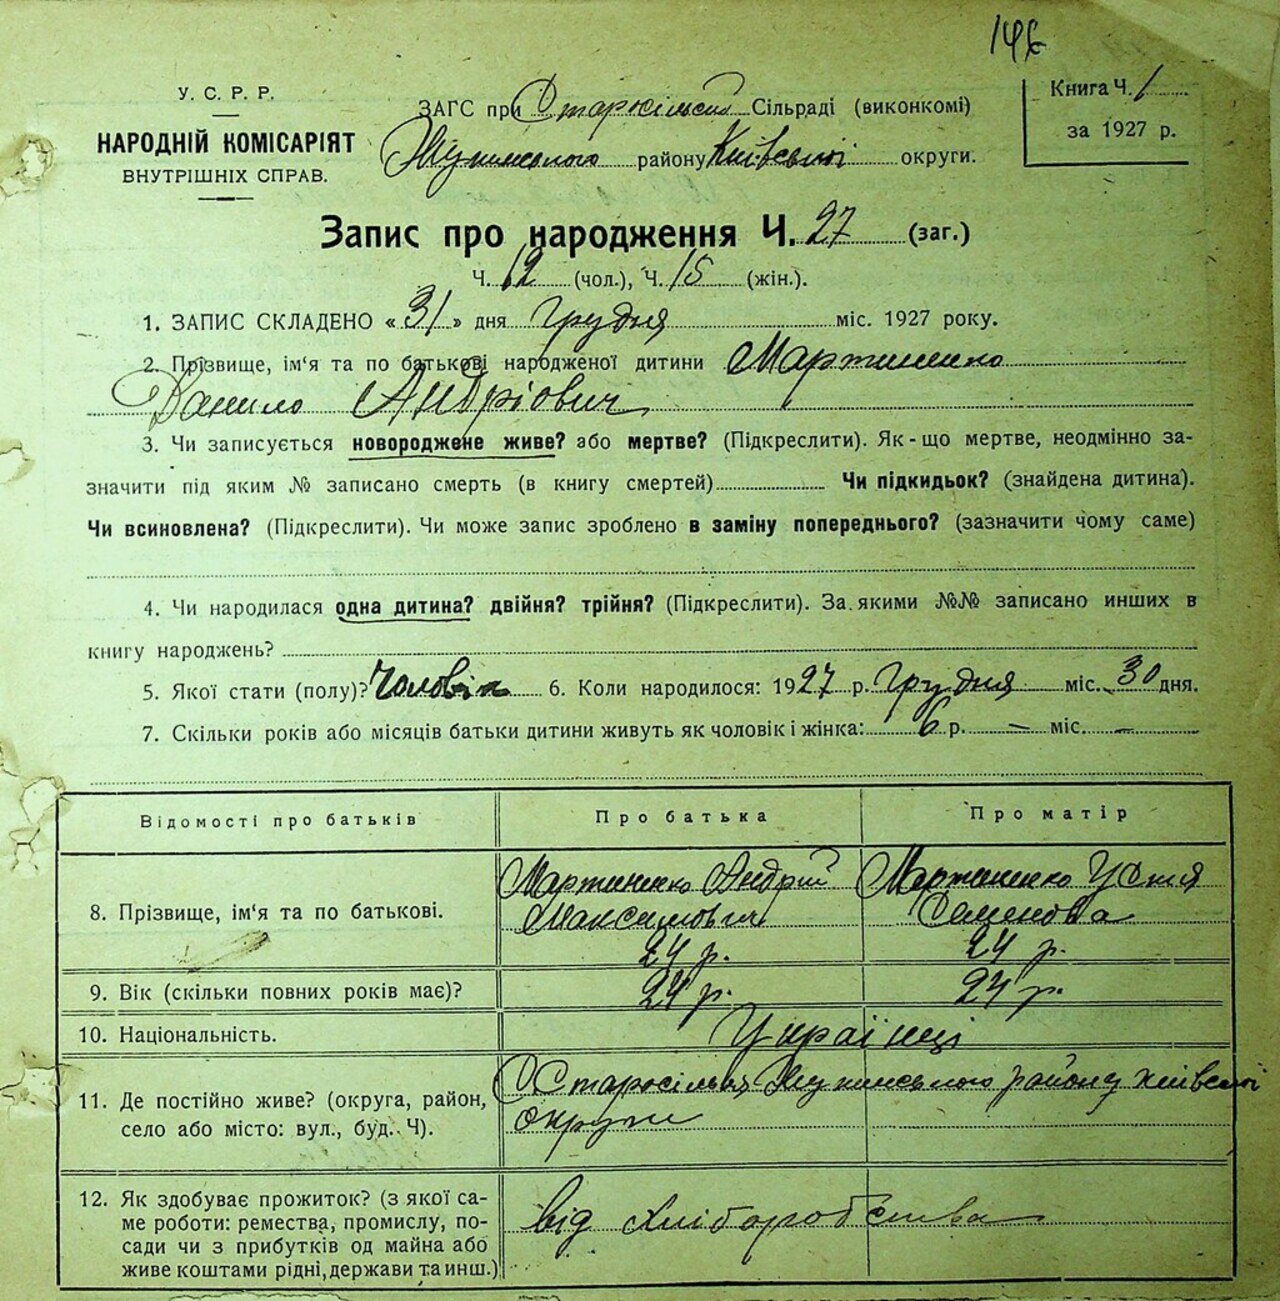 146
У. С. Р. Р.
НАРОДНІЙ КОМІСАРІЯТ
ВНУТРІШНІХ СПРАВ.
ЗАГС при Старосільській Сільраді (виконкомі)
району Київської округи.
Книга Ч. 1
за 1927 р.
Запис про народження Ч. 27 (заг.)
Ч. 12 (чол.), Ч. 15 (жін.).
1. ЗАПИС СКЛАДЕНО «31» дня Грудня міс. 1927 року.
2. Прізвище, ім'я та по батькові народженої дитини Мартиненко
Данило Андріович
3. Чи записується новороджене живе? або мертве? (Підкреслити). Як-що мертве, неодмінно за-
значити під яким № записано смерть (в книгу смертей) Чи підкидьок? (знайдена дитина).
Чи всиновлена? (Підкреслити). Чи може запис зроблено в заміну попереднього? (зазначити чому саме)
4. Чи народилася одна дитина? двійня? трійня? (Підкреслити). За якими №№ записано инших в
книгу народжень?
5. Якої стати (полу)? Чоловік 6. Коли народилося: 1927 р. Грудня міс. 30 дня.
7. Скільки років або місяців батьки дитини живуть як чоловік і жінка: 6 р. — міс. —
Відомості про батьків Про батька Про матір
8. Прізвище, ім'я та по батькові. Мартиненко Андрій Мартиненко Устя
Максимович Семенова
24 р. 24 р.
9. Вік (скільки повних років має)? 24 р. 24 р.
10. Національність. Українці
11. Де постійно живе? (округа, район,
село або місто: вул., буд. Ч).
Старосілля району Київської
округи
12. Як здобуває прожиток? (з якої са-
ме роботи: ремества, промислу, по-
сади чи з прибутків од майна або
живе коштами рідні, держави та инш.)
від хліборобства